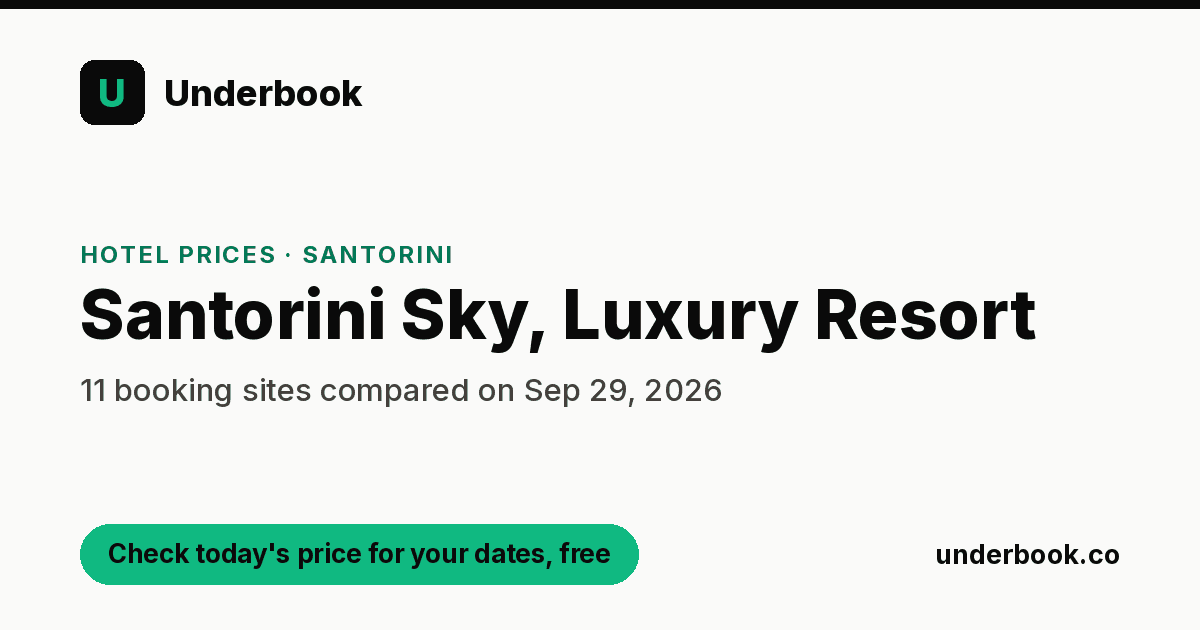 U Underbook
HOTEL PRICES · SANTORINI
Santorini Sky, Luxury Resort
11 booking sites compared on Sep 29, 2026
Check today's price for your dates, free
underbook.co